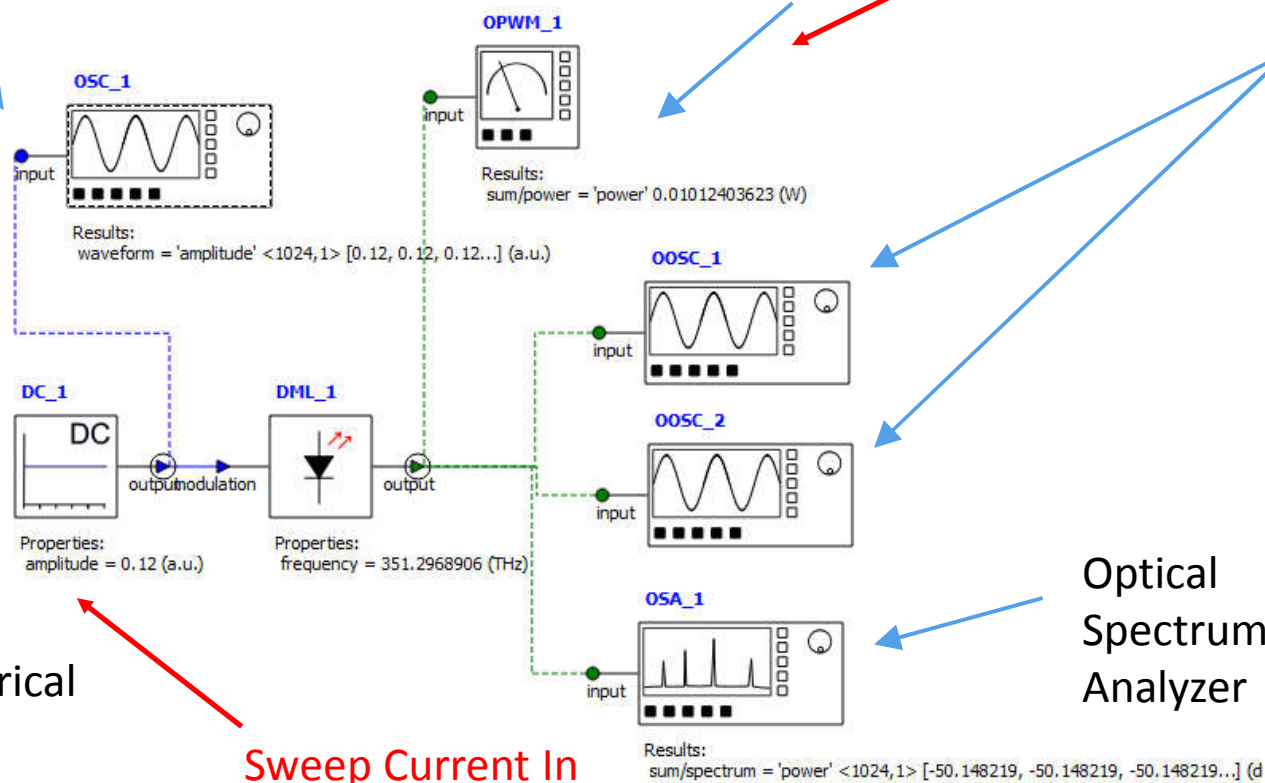 OPWM_1
input
Results:
sum/power = 'power' 0.01012403623 (W)
OSC_1
input
Results:
waveform = 'amplitude' <1024,1> [0.12, 0.12, 0.12...] (a.u.)
OOSC_1
input
DC_1
DC
output
modulation
Properties:
amplitude = 0.12 (a.u.)
DML_1
output
Properties:
frequency = 351.2968906 (THz)
OOSC_2
input
OSA_1
input
Results:
sum/spectrum = 'power' <1024,1> [-50.148219, -50.148219, -50.148219...] (d
Optical
Spectrum
Analyzer
rical
Sweep Current In